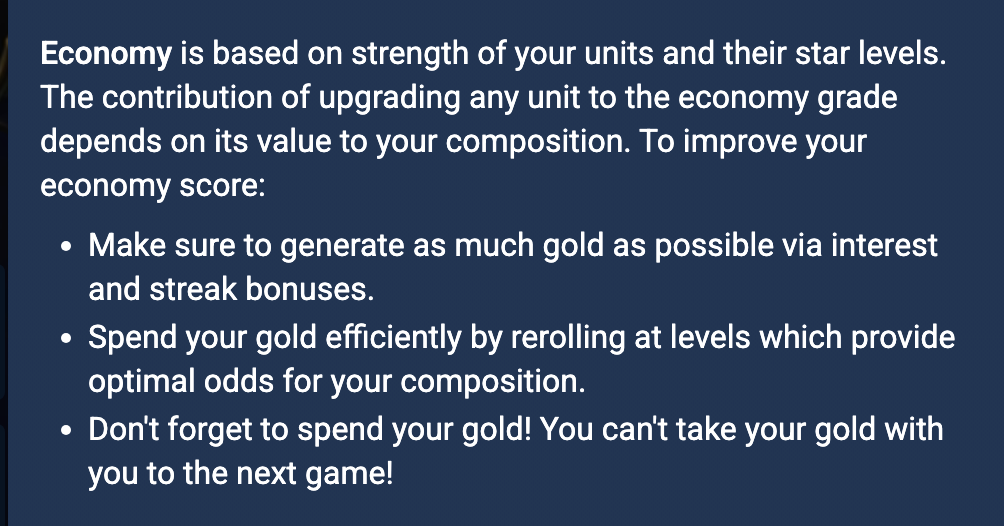 Economy is based on strength of your units and their star levels.
The contribution of upgrading any unit to the economy grade
depends on its value to your composition. To improve your
economy score:
• Make sure to generate as much gold as possible via interest
and streak bonuses.
• Spend your gold efficiently by rerolling at levels which provide
optimal odds for your composition.
• Don't forget to spend your gold! You can't take your gold with
you to the next game!